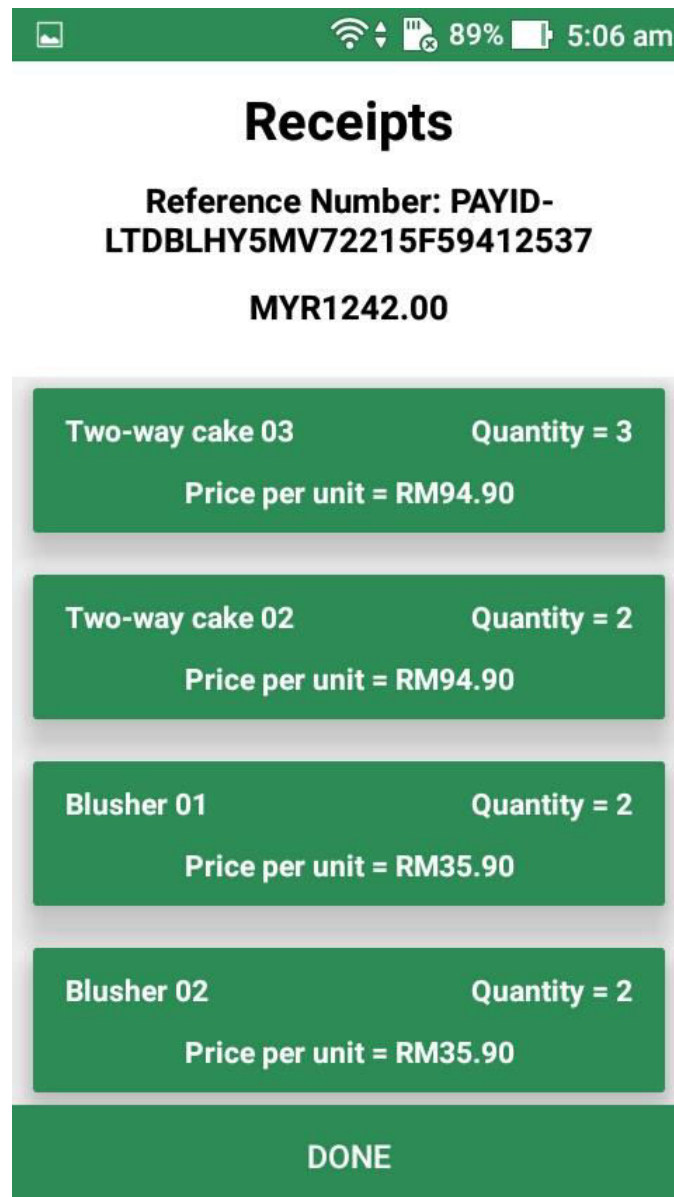 89% 5:06 am
Receipts
Reference Number: PAYID-
LTDBLHY5MV72215F59412537
MYR1242.00
Two-way cake 03 Quantity = 3
Price per unit = RM94.90
Two-way cake 02 Quantity = 2
Price per unit = RM94.90
Blusher 01 Quantity = 2
Price per unit = RM35.90
Blusher 02 Quantity = 2
Price per unit = RM35.90
DONE